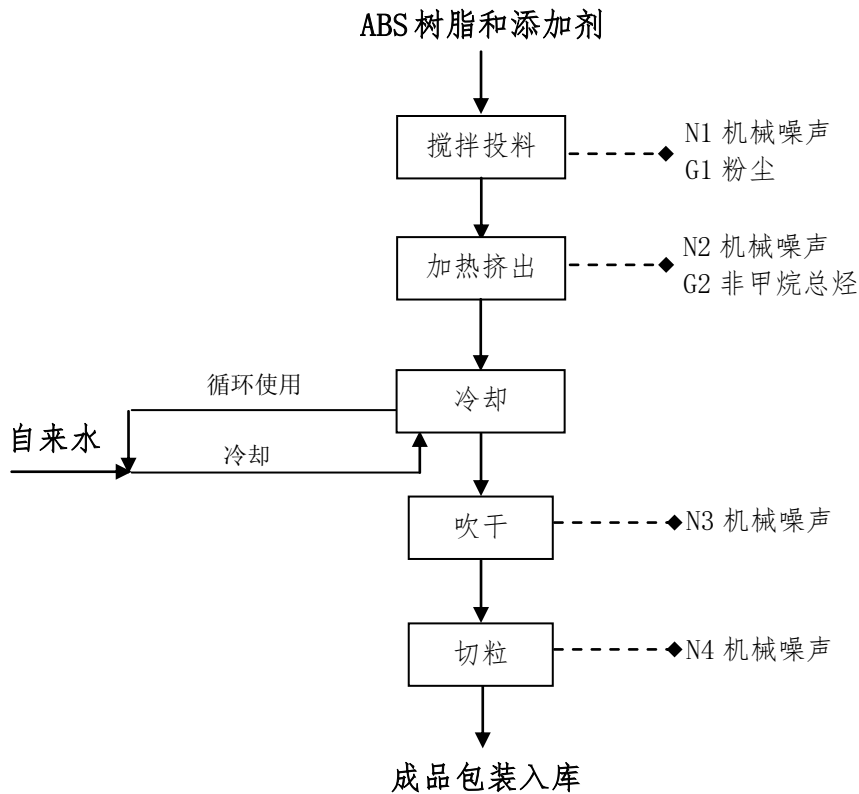 ABS树脂和添加剂
搅拌投料
N1 机械噪声
G1 粉尘
加热挤出
N2 机械噪声
G2 非甲烷总烃
循环使用
冷却
自来水
冷却
吹干
N3 机械噪声
切粒
N4 机械噪声
成品包装入库